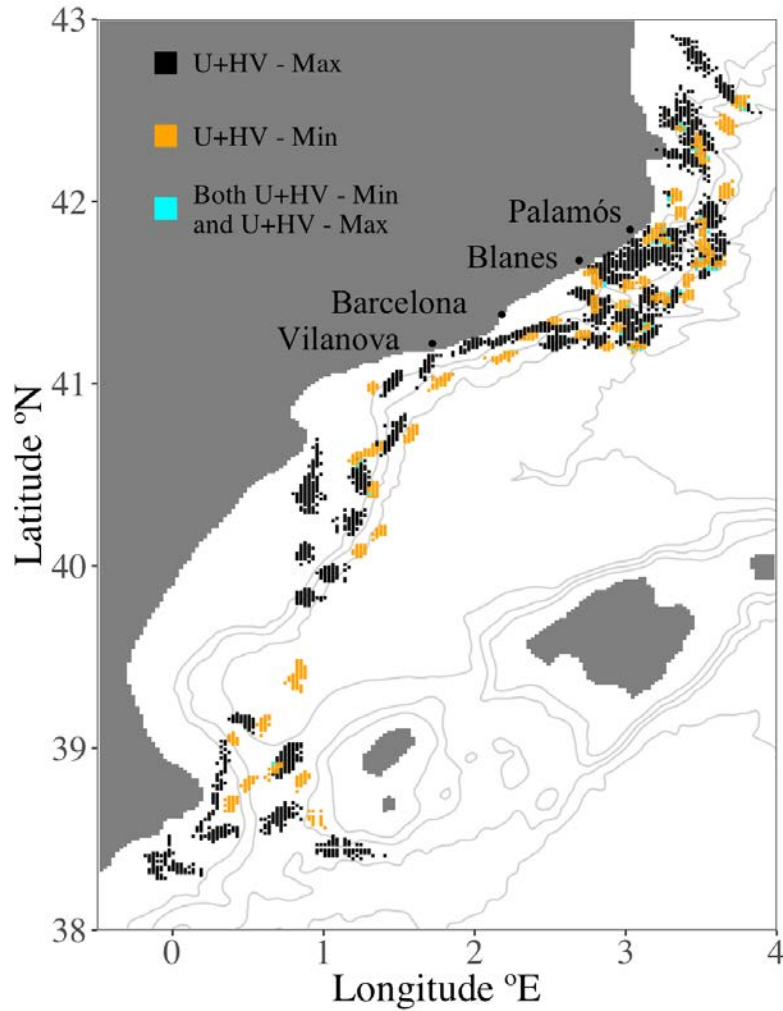 43
U+HV - Max
U+HV - Min
Both U+HV - Min
and U+HV - Max
42
Palamós
Blanes
Barcelona
Vilanova
41
Latitude ºN
40
39
38
0 1 2 3 4
Longitude ºE